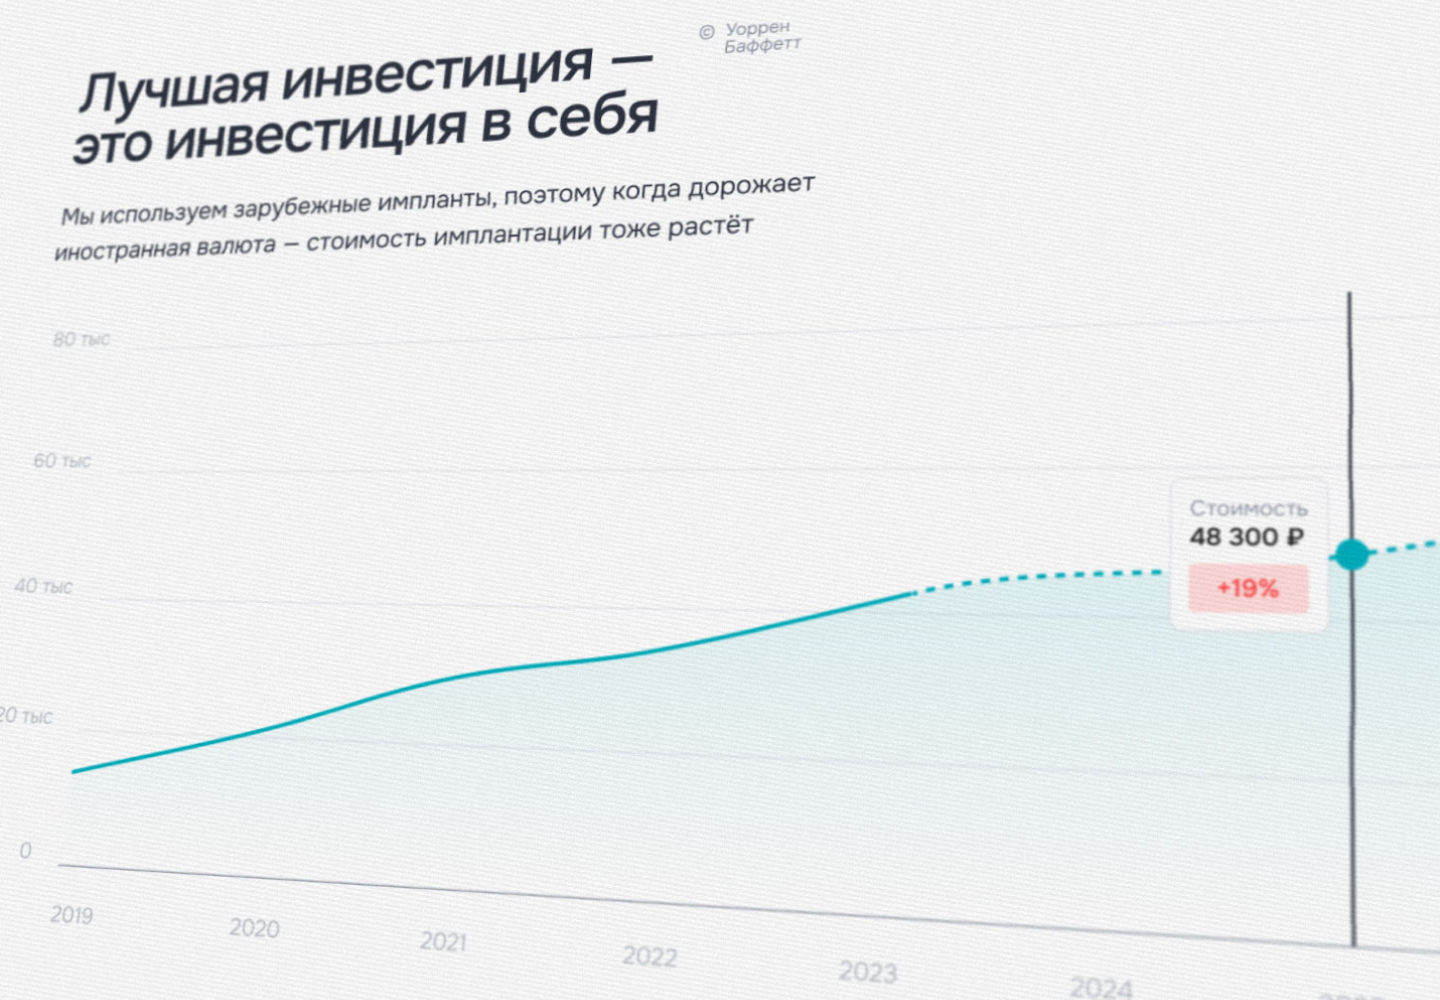 © Уоррен
Баффетт
Лучшая инвестиция —
это инвестиция в себя
Мы используем зарубежные импланты, поэтому когда дорожает
иностранная валюта — стоимость имплантации тоже растёт
80 тыс
60 тыс
40 тыс
20 тыс
0
Стоимость
48 300 ₽
+19%
2019
2020
2021
2022
2023
2024